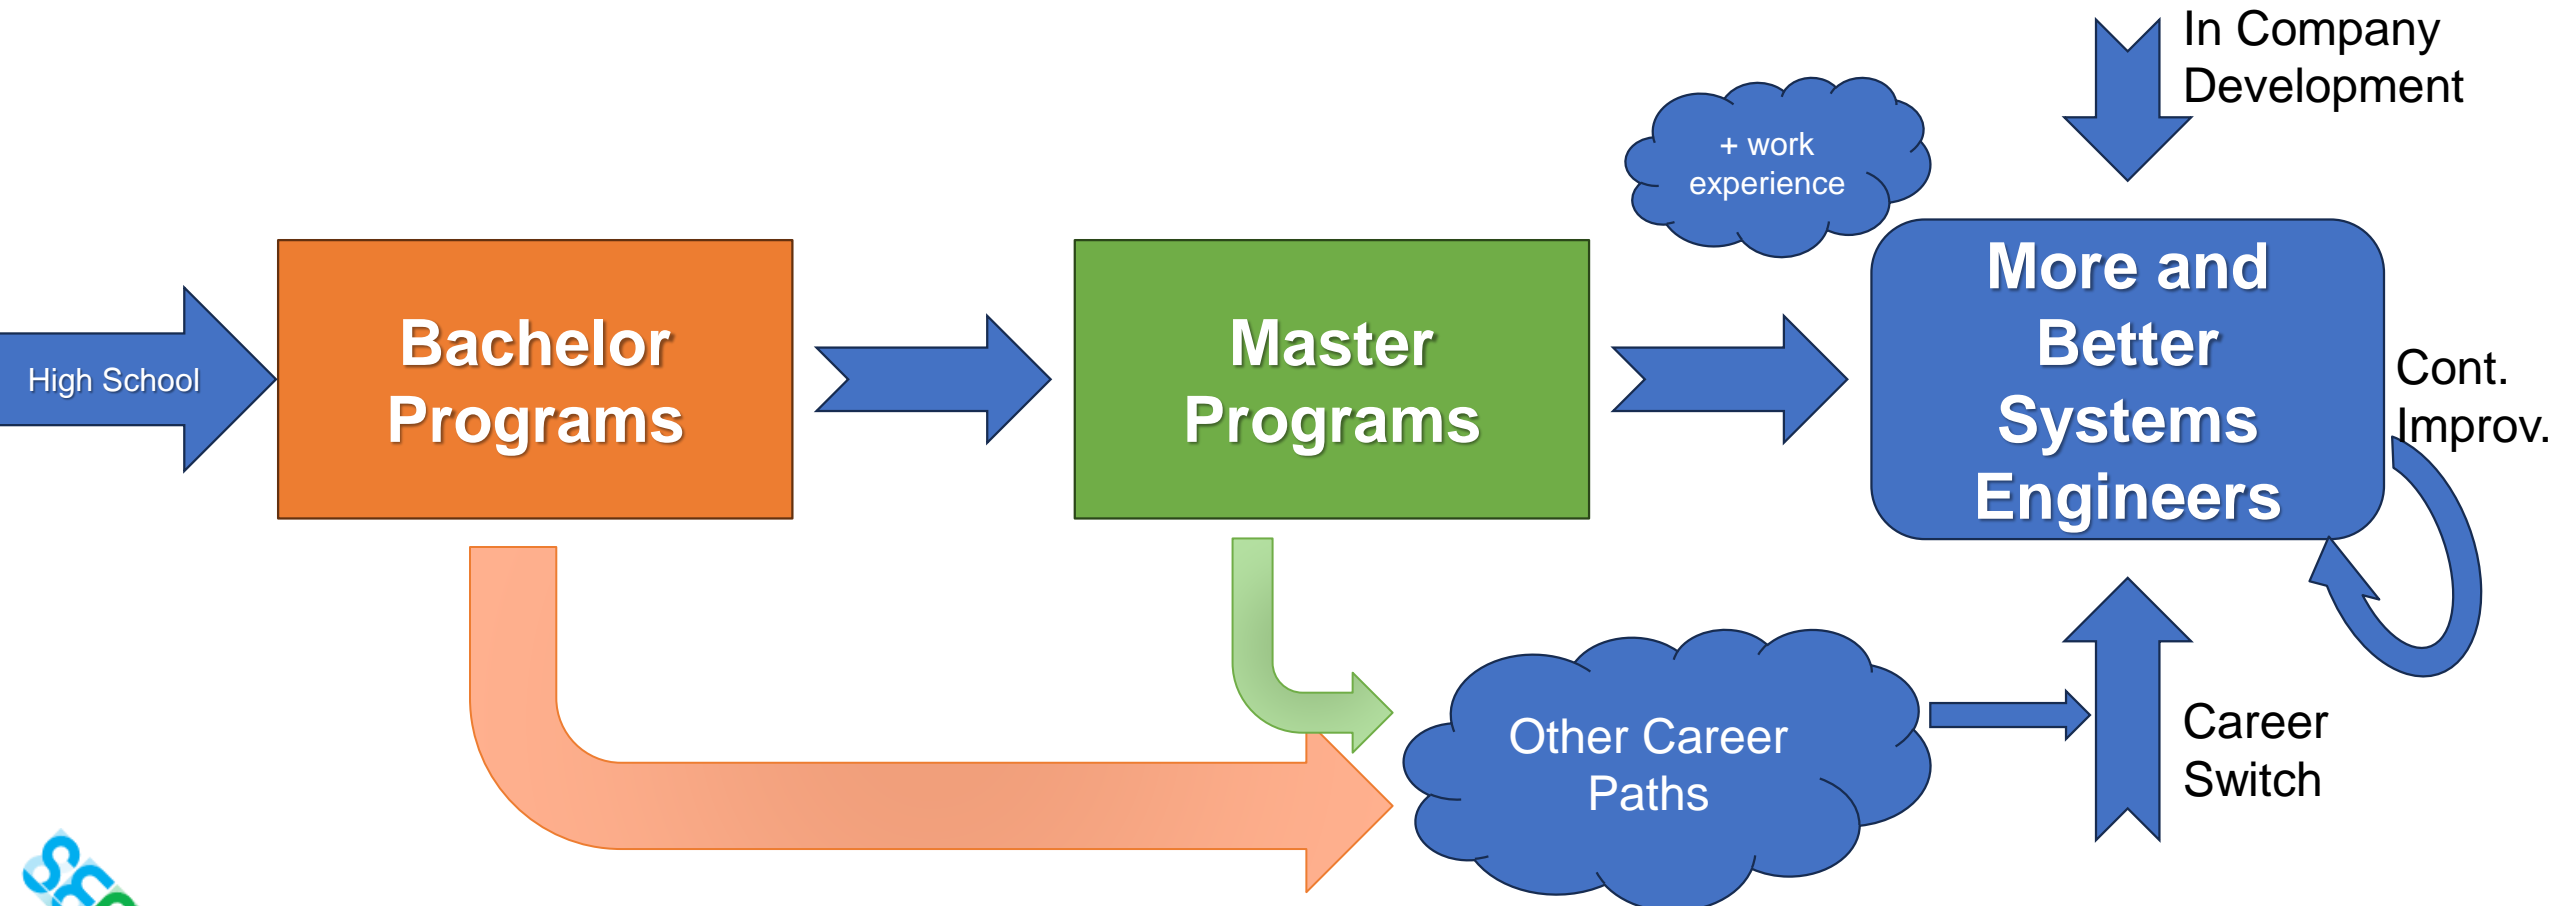 In Company
Development
+ work
experience
High School
Bachelor
Programs
Master
Programs
More and
Better
Systems
Engineers
Cont.
Improv.
Other Career
Paths
Career
Switch